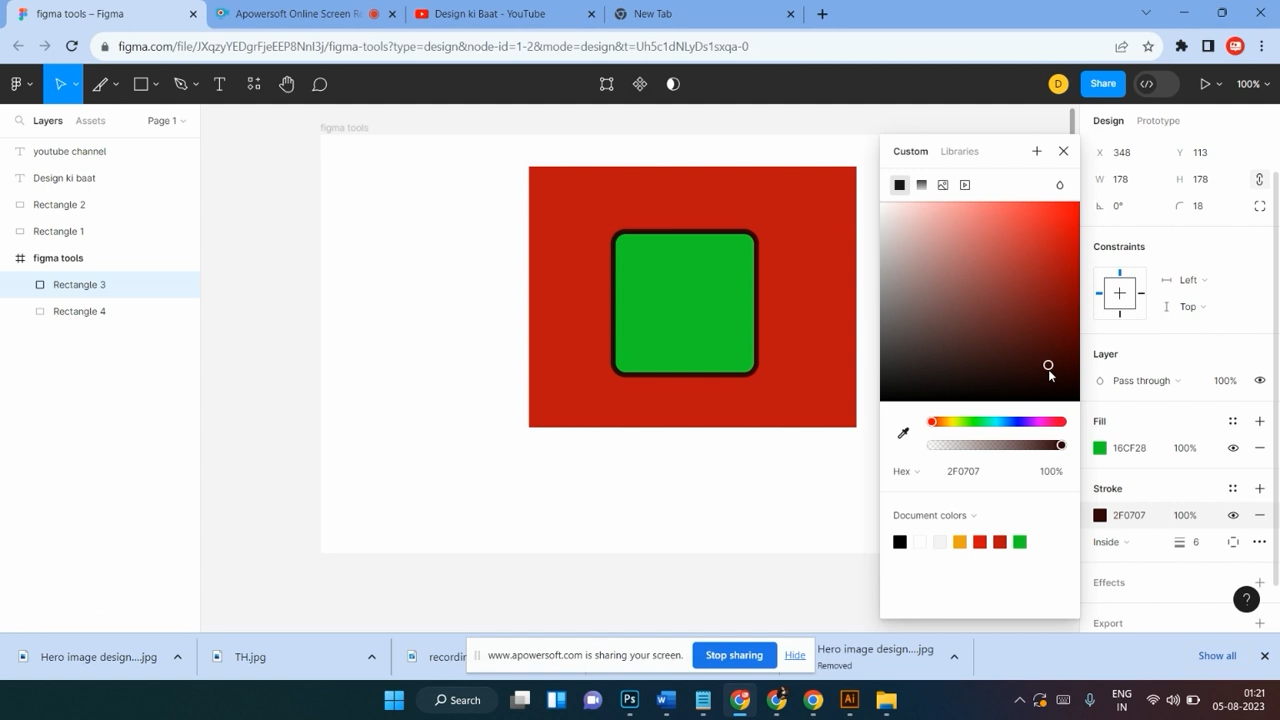 figma tools – Figma
Apowersoft Online Screen Re
Design ki Baat - YouTube
New Tab
figma.com/file/JXqzyYEDgrFjeEEP8NnI3j/figma-tools?type=design&node-id=1-2&mode=design&t=Uh5c1dNLyDs1sxqa-0
D
Share
100%
Layers
Assets
Page 1
youtube channel
Design ki baat
Rectangle 2
Rectangle 1
figma tools
Rectangle 3
Rectangle 4
figma tools
Custom
Libraries
Hex
2F0707
100%
Document colors
Design
Prototype
X 348
Y 113
W 178
H 178
0°
18
Constraints
Left
Top
Layer
Pass through
100%
Fill
16CF28
100%
Stroke
2F0707
100%
Inside
6
Effects
Export
?
Hero image design....jpg
TH.jpg
recordin
www.apowersoft.com is sharing your screen.
Stop sharing
Hide
Hero image design....jpg
Removed
Show all
Search
Ps
Ai
ENG
IN
01:21
05-08-2023